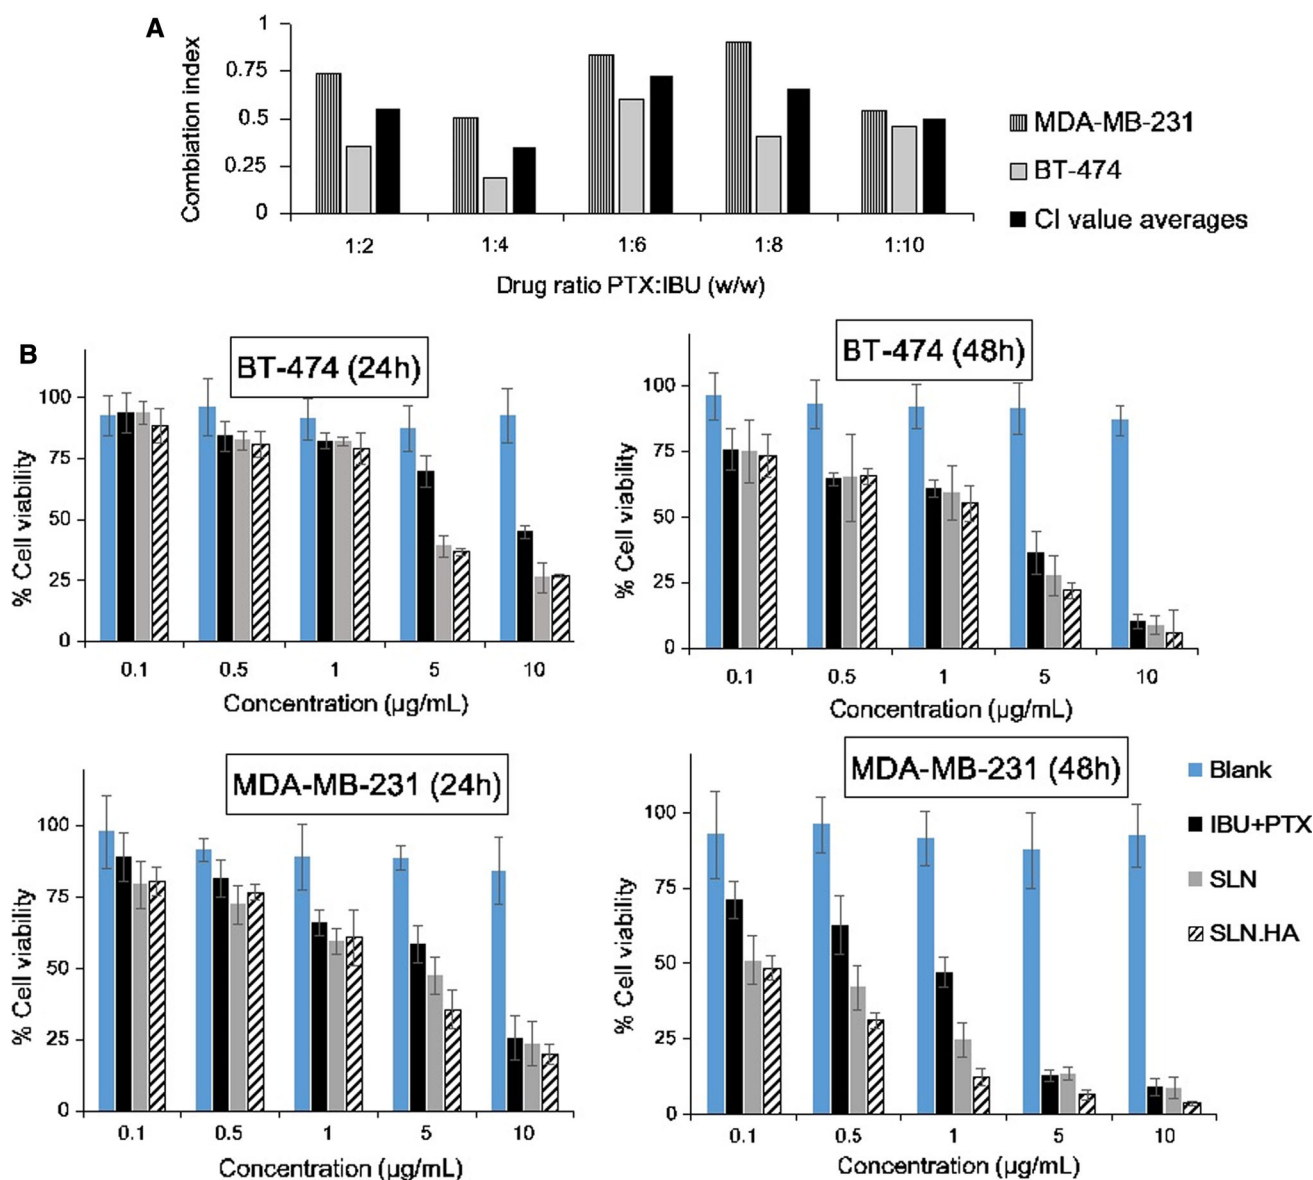 A
Combiation index
1
0.75
0.5
0.25
0
1:2 1:4 1:6 1:8 1:10
Drug ratio PTX:IBU (w/w)
MDA-MB-231
BT-474
CI value averages
B
BT-474 (24h)
% Cell viability
100
75
50
25
0
0.1 0.5 1 5 10
Concentration (µg/mL)
BT-474 (48h)
% Cell viability
100
75
50
25
0
0.1 0.5 1 5 10
Concentration (µg/mL)
MDA-MB-231 (24h)
% Cell viability
100
75
50
25
0
0.1 0.5 1 5 10
Concentration (µg/mL)
MDA-MB-231 (48h)
% Cell viability
100
75
50
25
0
0.1 0.5 1 5 10
Concentration (µg/mL)
Blank
IBU+PTX
SLN
SLN.HA